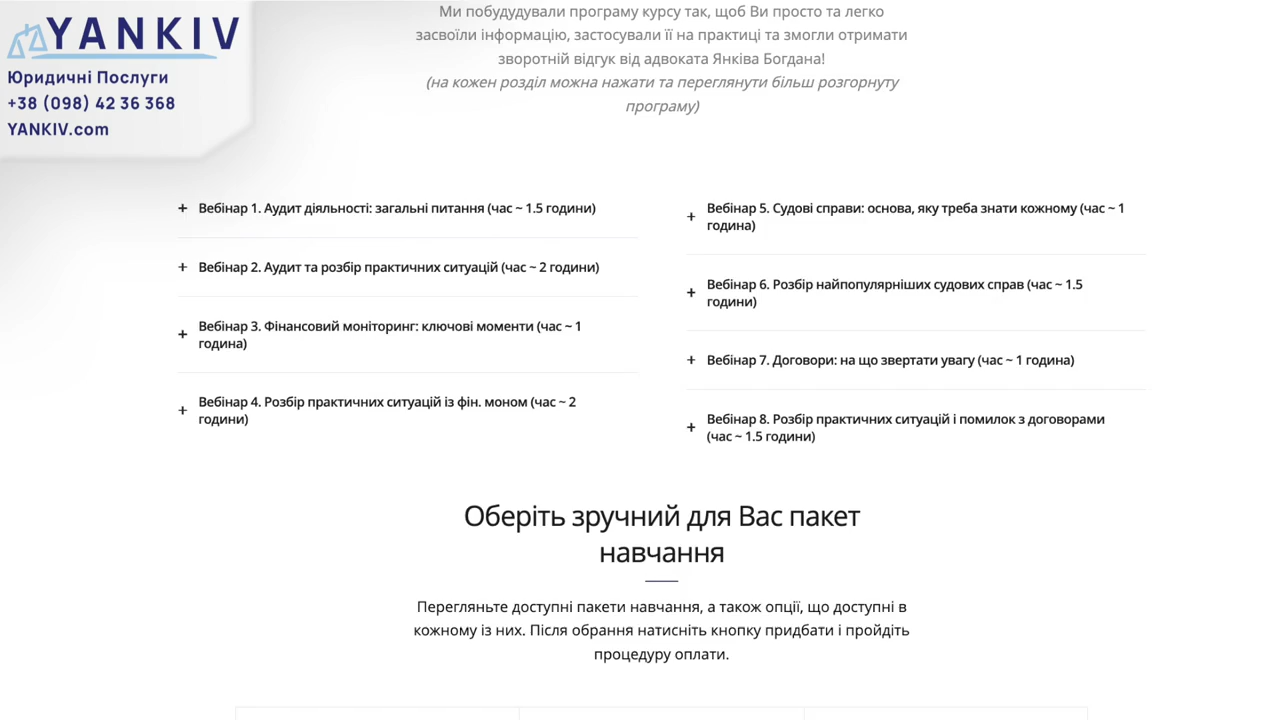 YANKIV
Юридичні Послуги
+38 (098) 42 36 368
YANKIV.com
Ми побудудували програму курсу так, щоб Ви просто та легко
засвоїли інформацію, застосували її на практиці та змогли отримати
зворотній відгук від адвоката Янківа Богдана!
(на кожен розділ можна нажати та переглянути більш розгорнуту
програму)
+ Вебінар 1. Аудит діяльності: загальні питання (час ~ 1.5 години)
+ Вебінар 2. Аудит та розбір практичних ситуацій (час ~ 2 години)
+ Вебінар 3. Фінансовий моніторинг: ключові моменти (час ~ 1
година)
+ Вебінар 4. Розбір практичних ситуацій із фін. моном (час ~ 2
години)
+ Вебінар 5. Судові справи: основа, яку треба знати кожному (час ~ 1
година)
+ Вебінар 6. Розбір найпопулярніших судових справ (час ~ 1.5
години)
+ Вебінар 7. Договори: на що звертати увагу (час ~ 1 година)
+ Вебінар 8. Розбір практичних ситуацій і помилок з договорами
(час ~ 1.5 години)
Оберіть зручний для Вас пакет
навчання
Перегляньте доступні пакети навчання, а також опції, що доступні в
кожному із них. Після обрання натисніть кнопку придбати і пройдіть
процедуру оплати.